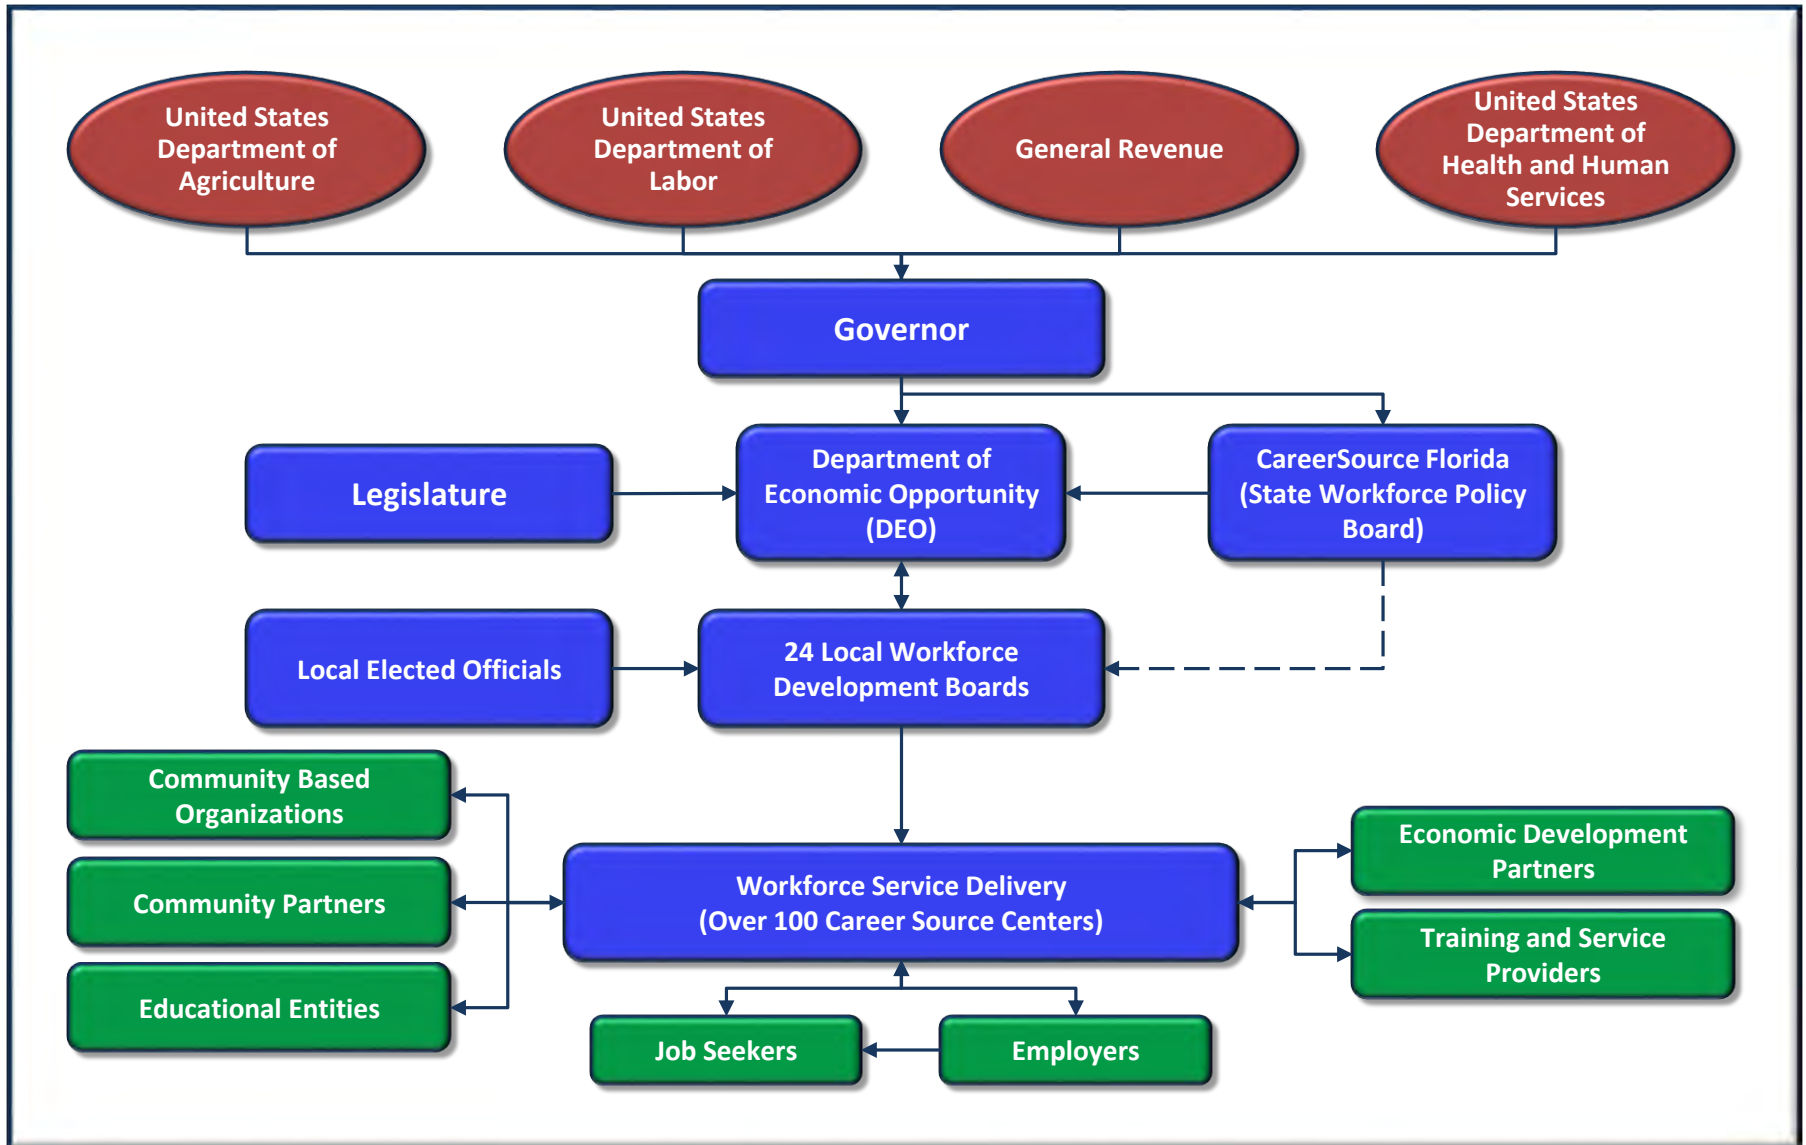 United States
Department of
Agriculture
United States
Department of
Labor
General Revenue
United States
Department of
Health and Human
Services
Governor
Legislature
Department of
Economic Opportunity
(DEO)
CareerSource Florida
(State Workforce Policy
Board)
Local Elected Officials
24 Local Workforce
Development Boards
Community Based
Organizations
Community Partners
Educational Entities
Workforce Service Delivery
(Over 100 Career Source Centers)
Economic Development
Partners
Training and Service
Providers
Job Seekers
Employers